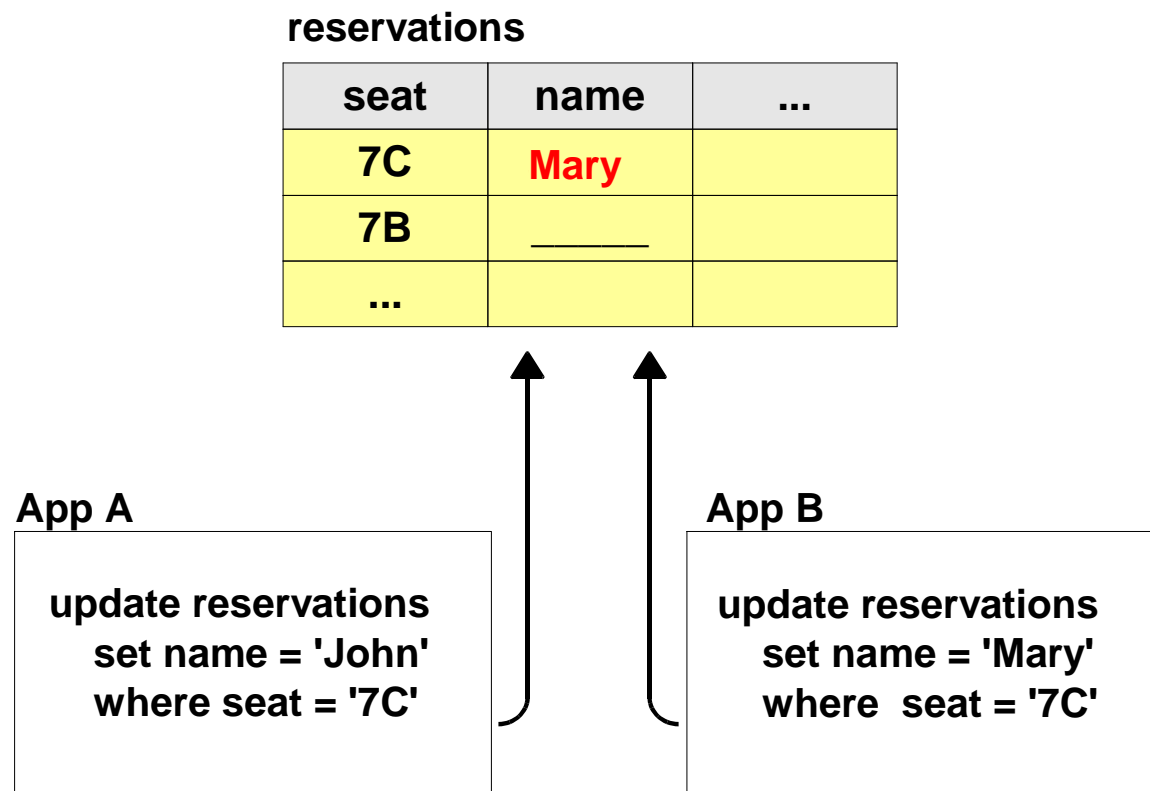 reservations
seat name ...
7C Mary
7B _____
...
App A
update reservations
set name = 'John'
where seat = '7C'
App B
update reservations
set name = 'Mary'
where  seat = '7C'